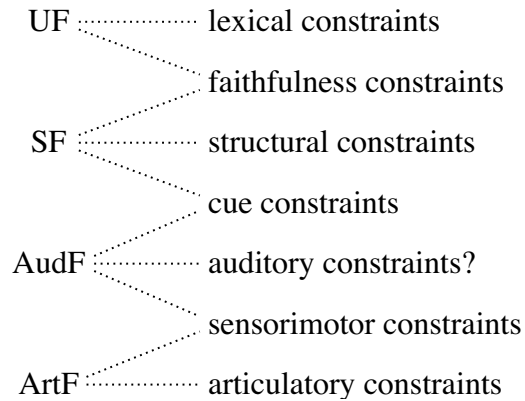 UF lexical constraints
faithfulness constraints
SF structural constraints
cue constraints
AudF auditory constraints?
sensorimotor constraints
ArtF articulatory constraints